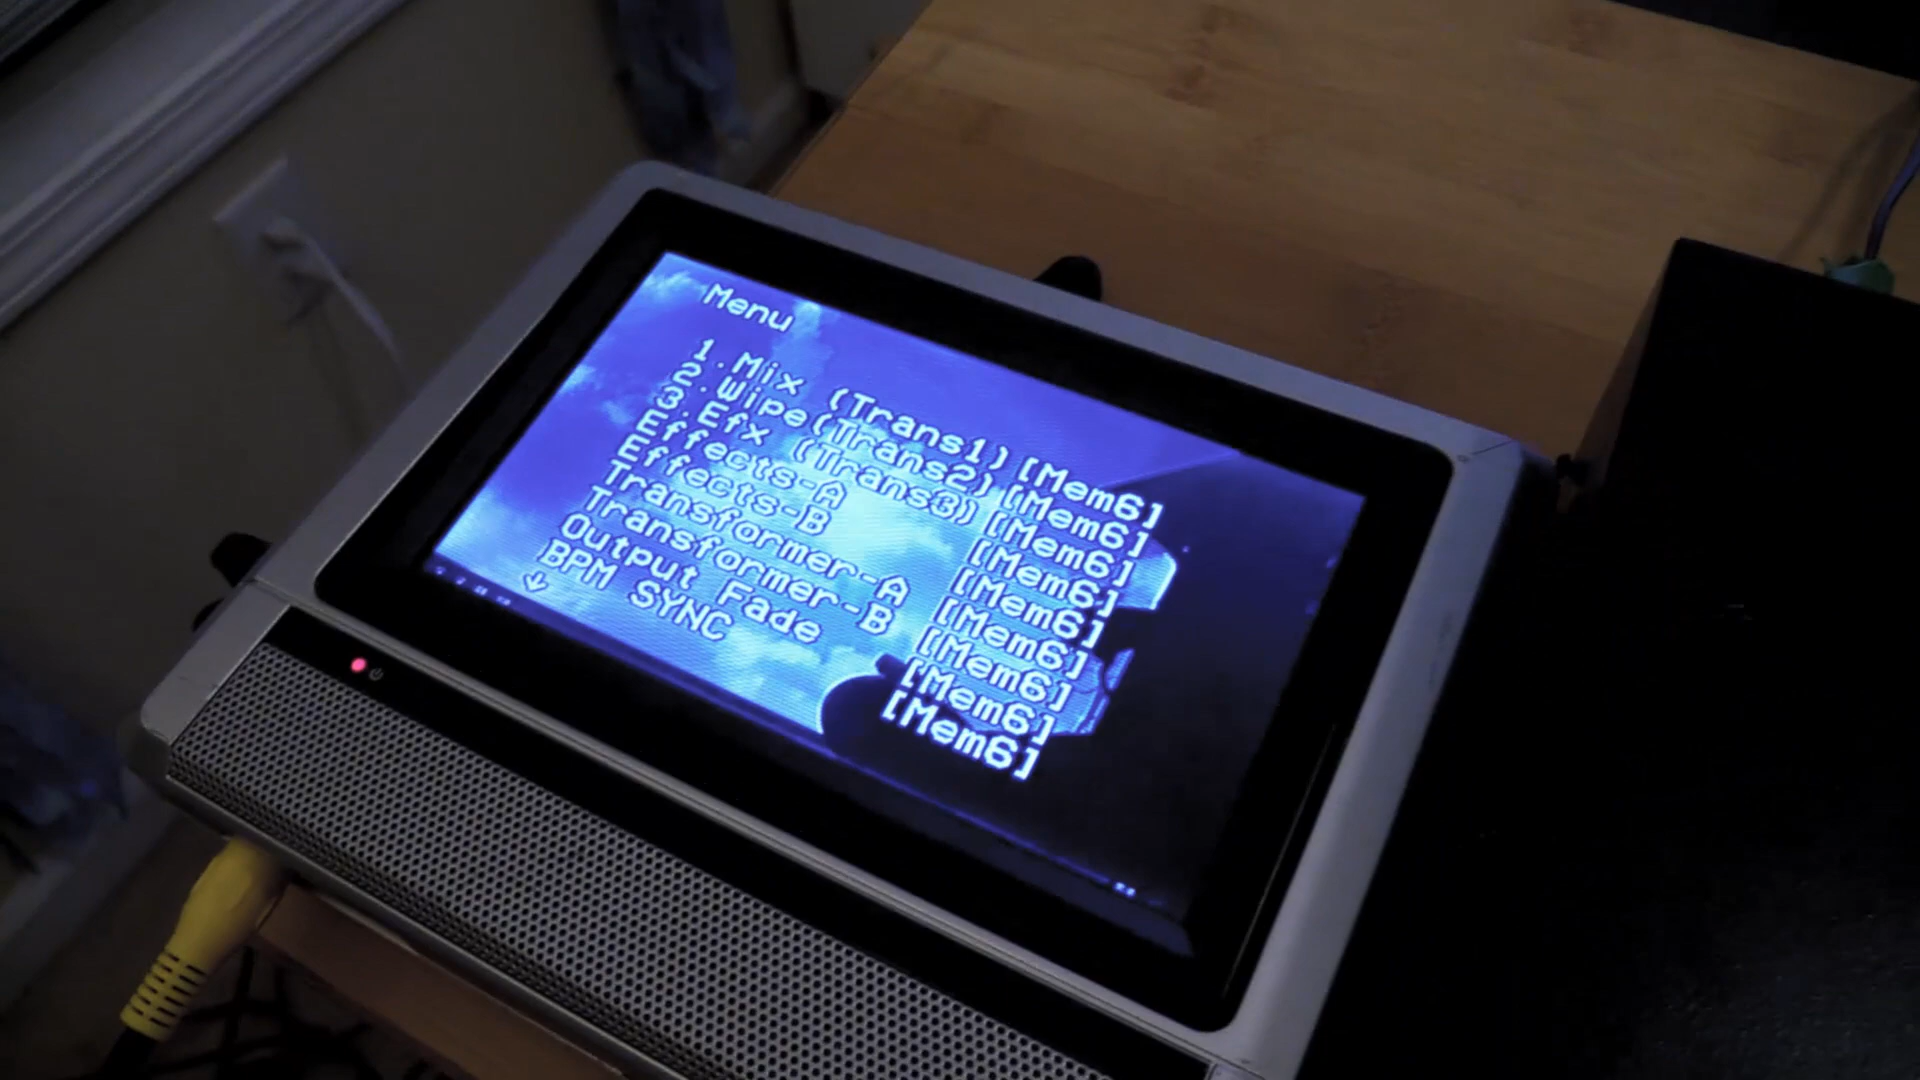 Menu
1.Mix (Trans1) [Mem6]
2.Wipe(Trans2) [Mem6]
3.Efx (Trans3) [Mem6]
Effects-A [Mem6]
Effects-B [Mem6]
Transformer-A [Mem6]
Transformer-B [Mem6]
Output Fade [Mem6]
BPM SYNC [Mem6]
↓